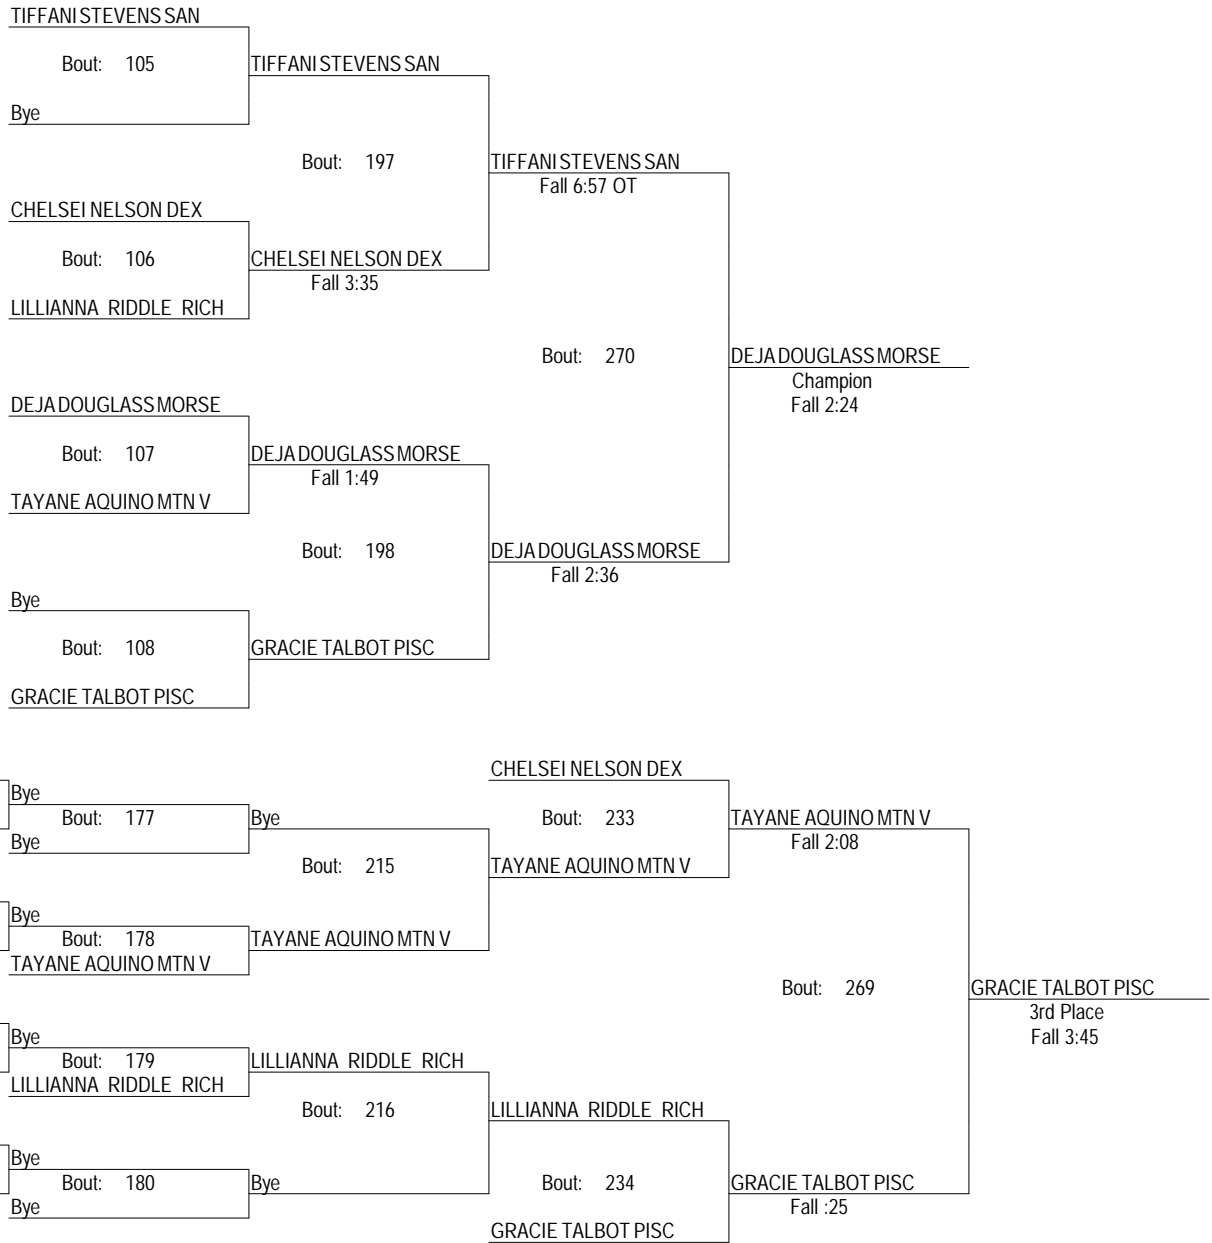 TIFFANI STEVENS SAN
Bout: 105 TIFFANI STEVENS SAN
Bye
Bout: 197 TIFFANI STEVENS SAN
Fall 6:57 OT
CHELSEI NELSON DEX
Bout: 106 CHELSEI NELSON DEX
Fall 3:35
LILLIANNA RIDDLE RICH
Bout: 270 DEJA DOUGLASS MORSE
Champion
DEJA DOUGLASS MORSE Fall 2:24
Bout: 107 DEJA DOUGLASS MORSE
Fall 1:49
TAYANE AQUINO MTN V
Bout: 198 DEJA DOUGLASS MORSE
Fall 2:36
Bye
Bout: 108 GRACIE TALBOT PISC
GRACIE TALBOT PISC
CHELSEI NELSON DEX
Bye
Bout: 177 Bye Bout: 233 TAYANE AQUINO MTN V
Bye Fall 2:08
Bout: 215 TAYANE AQUINO MTN V
Bye
Bout: 178 TAYANE AQUINO MTN V
TAYANE AQUINO MTN V
Bout: 269 GRACIE TALBOT PISC
3rd Place
Bye Fall 3:45
Bout: 179 LILLIANNA RIDDLE RICH
LILLIANNA RIDDLE RICH
Bout: 216 LILLIANNA RIDDLE RICH
Bye
Bout: 180 Bye Bout: 234 GRACIE TALBOT PISC
Bye Fall :25
GRACIE TALBOT PISC